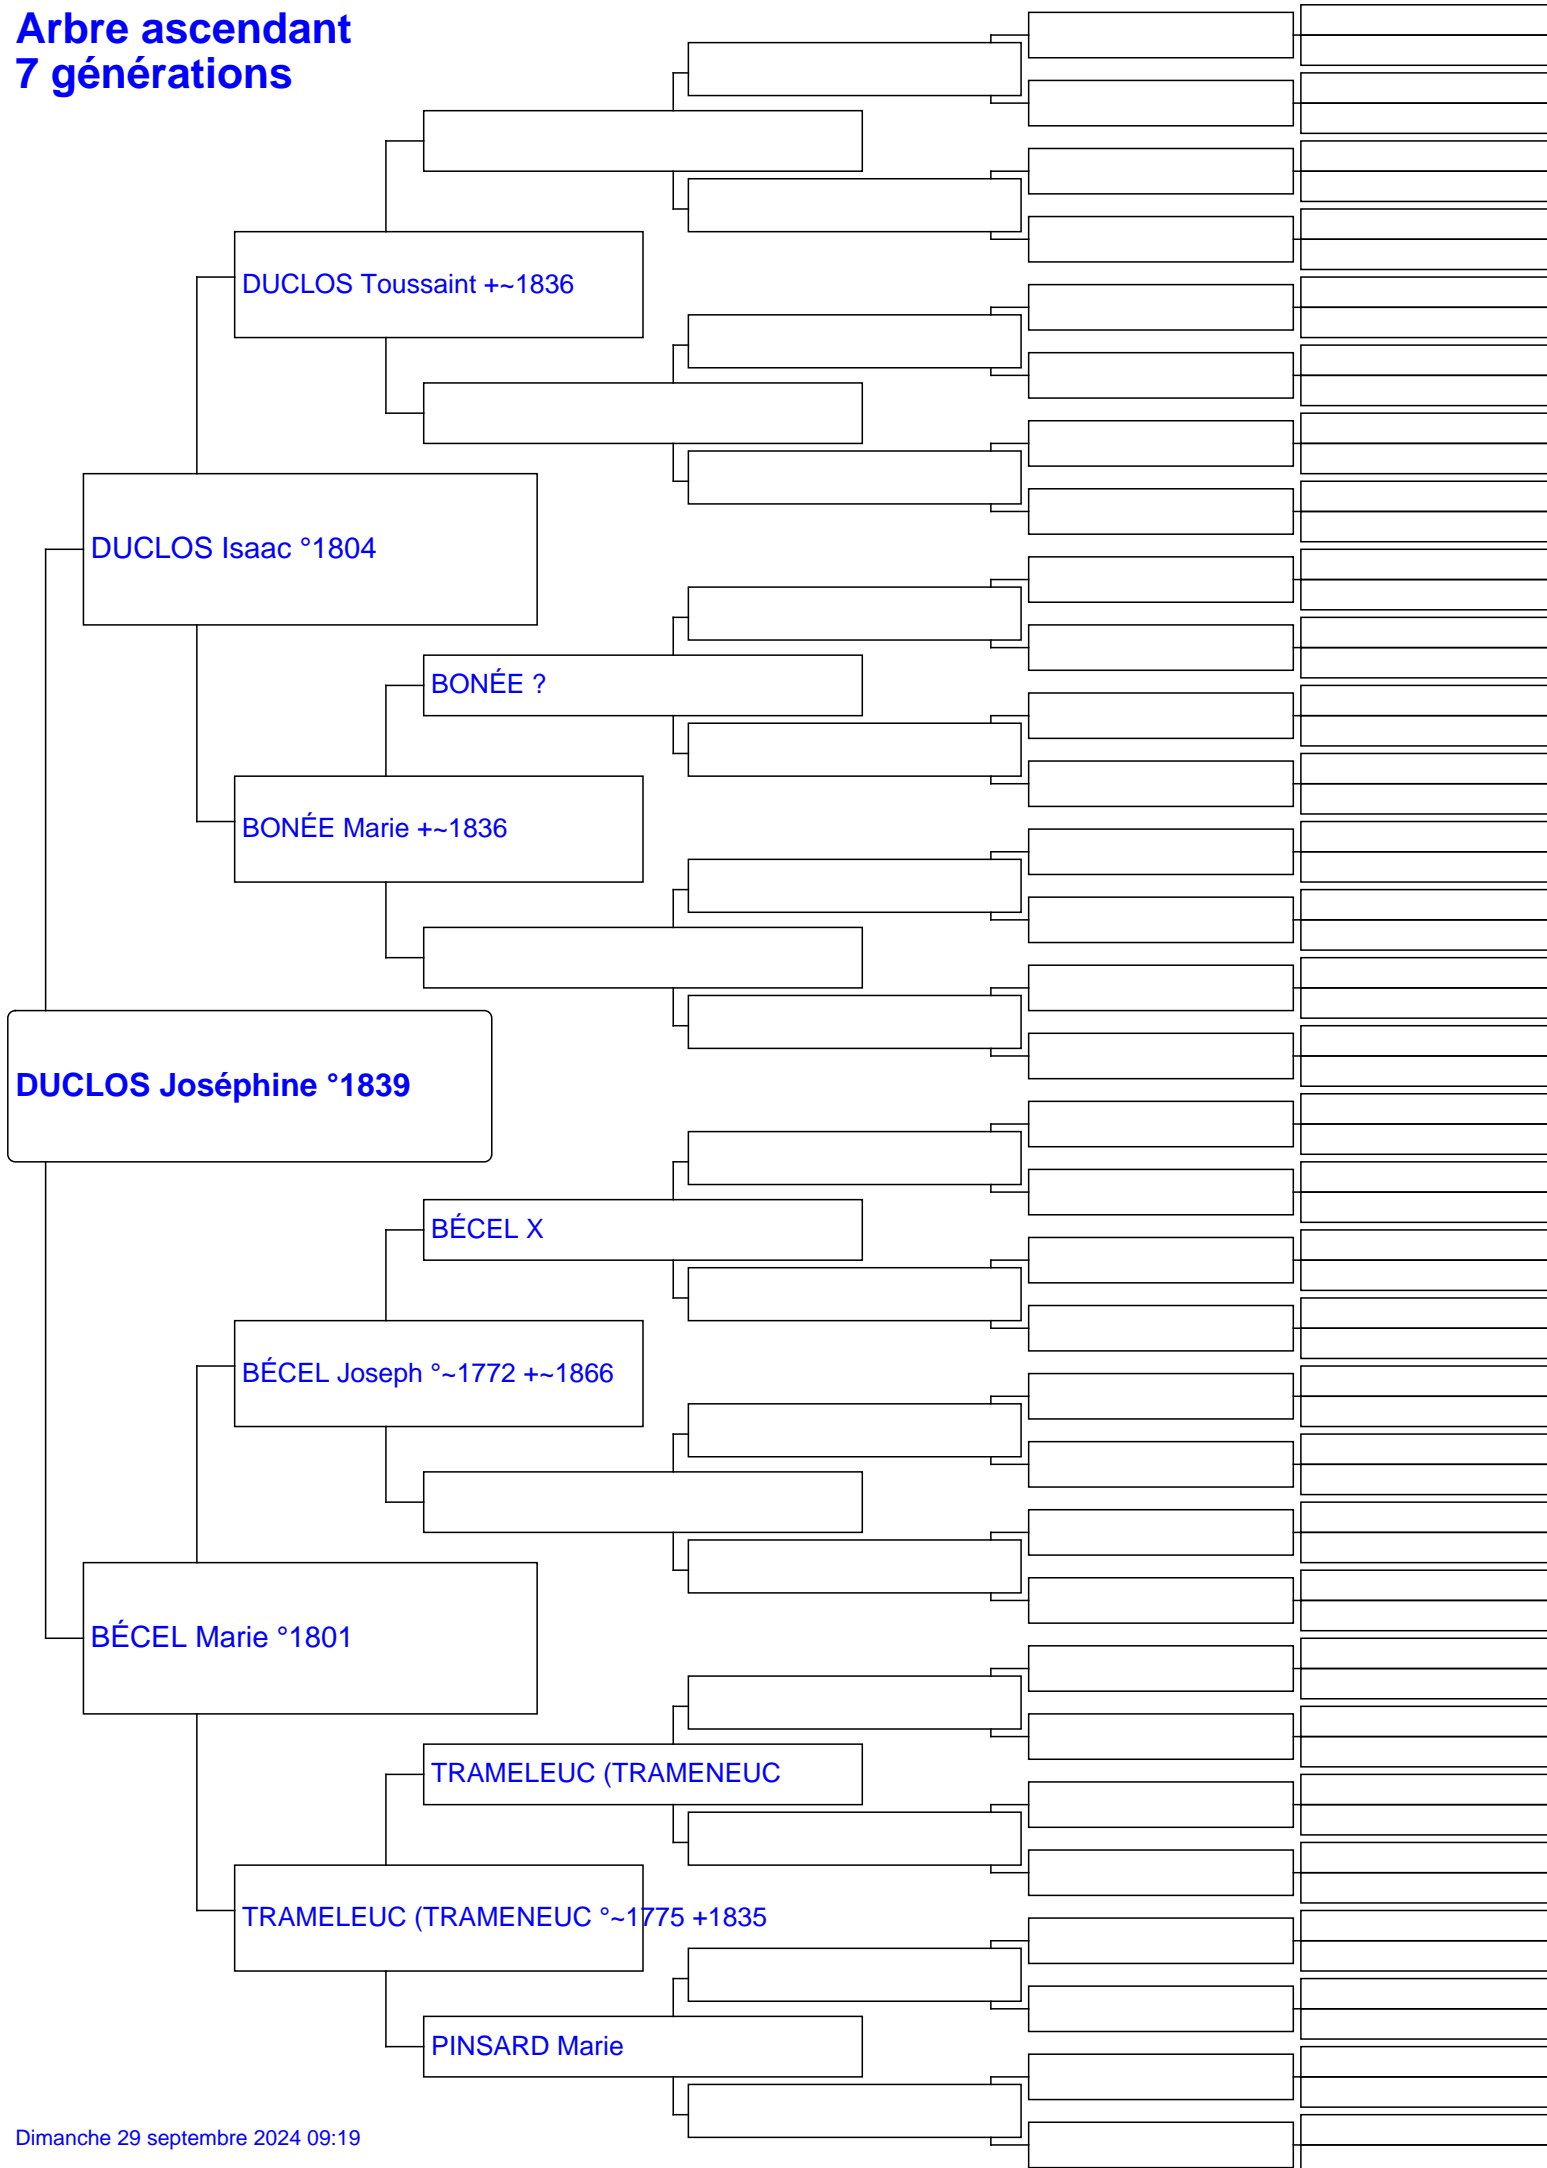 Arbre ascendant
7 générations
DUCLOS Toussaint +~1836
DUCLOS Isaac °1804
BONÉE ?
BONÉE Marie +~1836
DUCLOS Joséphine °1839
BÉCEL X
BÉCEL Joseph °~1772 +~1866
BÉCEL Marie °1801
TRAMELEUC (TRAMENEUC
TRAMELEUC (TRAMENEUC °~1775 +1835
PINSARD Marie
Dimanche 29 septembre 2024 09:19